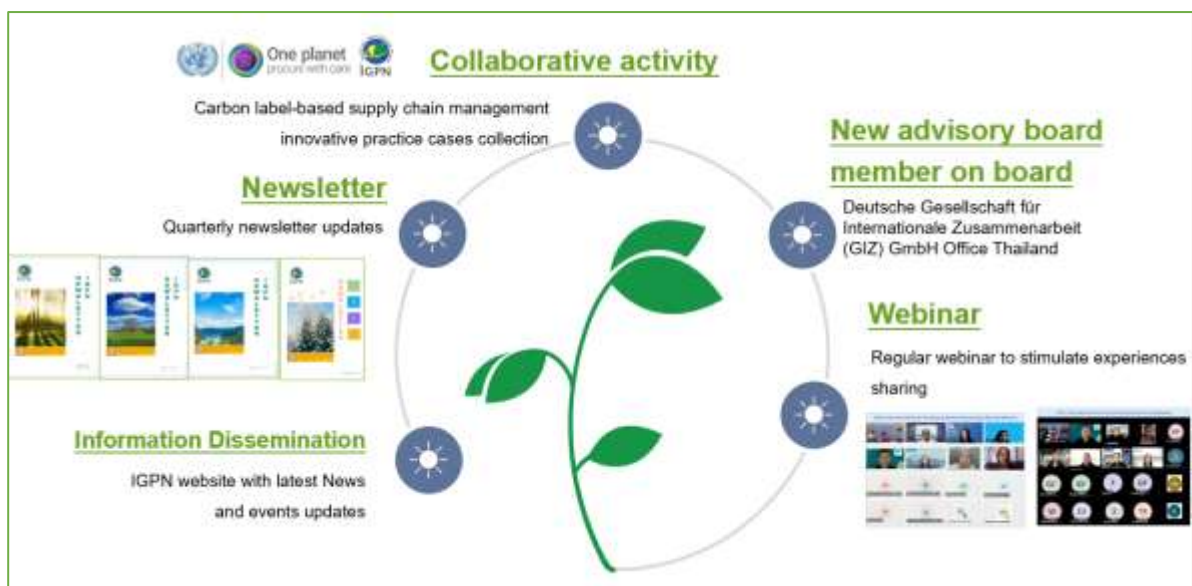 One planet
procure with care
IGPN
Collaborative activity
Carbon label-based supply chain management
innovative practice cases collection
New advisory board
member on board
Deutsche Gesellschaft für
Internationale Zusammenarbeit
(GIZ) GmbH Office Thailand
Newsletter
Quarterly newsletter updates
Webinar
Regular webinar to stimulate experiences
sharing
Information Dissemination
IGPN website with latest News
and events updates